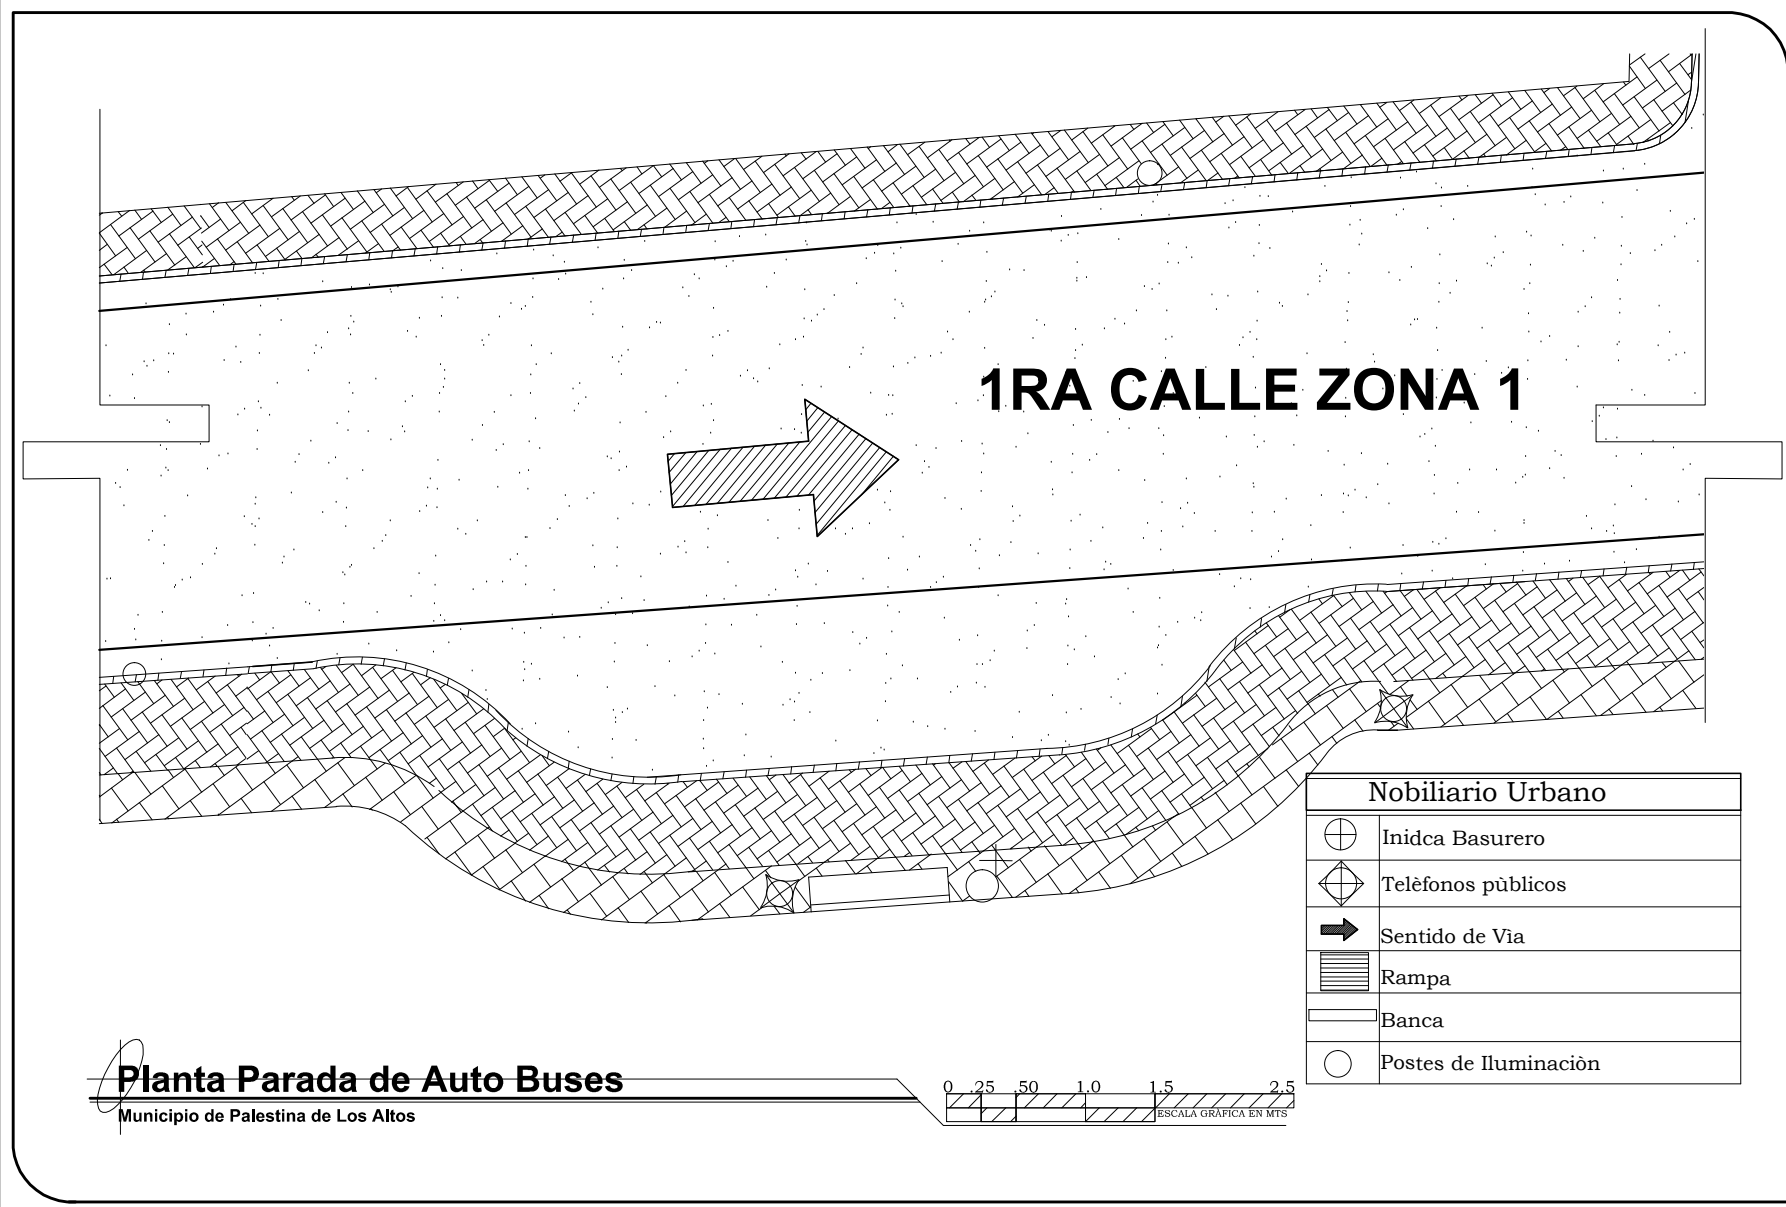 1RA CALLE ZONA 1
Nobiliario Urbano
Inidca Basurero
Telèfonos pùblicos
Sentido de Vìa
Rampa
Banca
Postes de Iluminaciòn
Planta Parada de Auto Buses
Municipio de Palestina de Los Altos
0 .25 .50 1.0 1.5 2.5
ESCALA GRÀFICA EN MTS